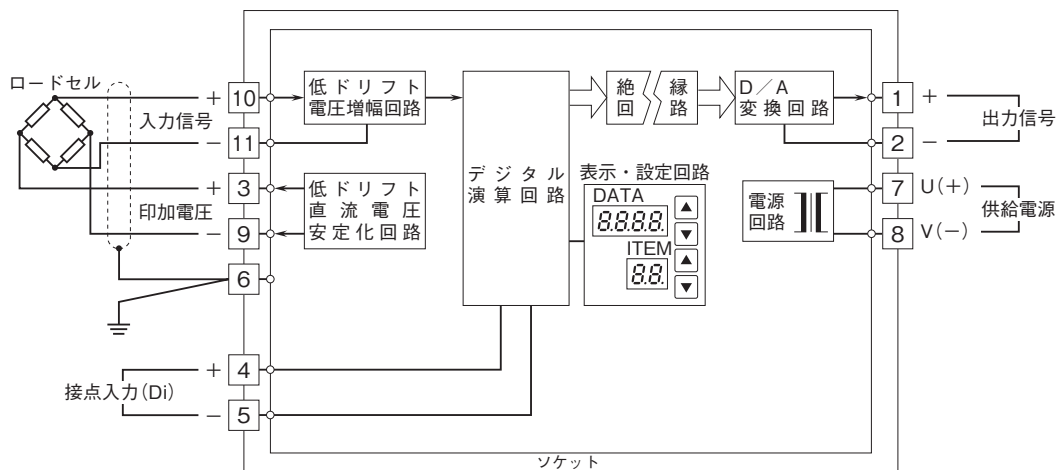 ロードセル
+ 10
入力信号
− 11
+ 3
印加電圧
− 9
6
+ 4
接点入力(Di)
− 5
低ドリフト
電圧増幅回路
低ドリフト
直流電圧
安定化回路
デジタル
演算回路
絶縁
回路
D/A
変換回路
表示・設定回路
DATA
8.8.8.8.
ITEM
8.8.
電源
回路
1 +
出力信号
2 −
7 U(+)
供給電源
8 V(−)
ソケット